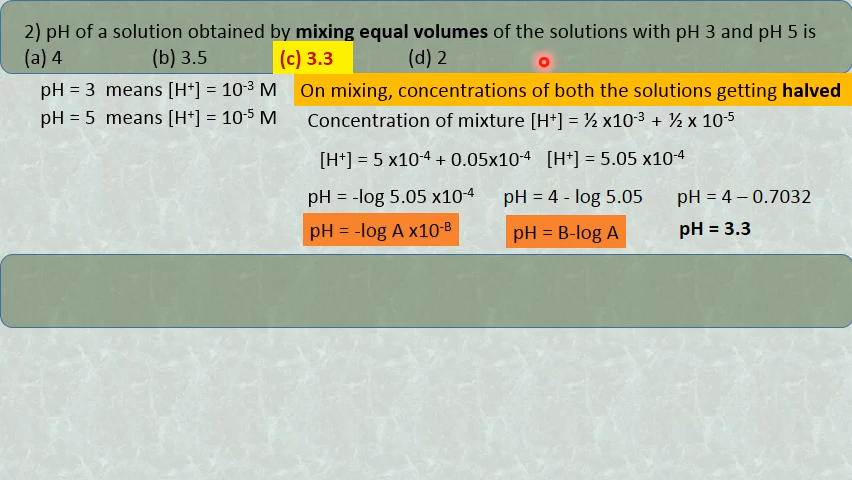 2) pH of a solution obtained by mixing equal volumes of the solutions with pH 3 and pH 5 is
(a) 4 (b) 3.5 (c) 3.3 (d) 2
pH = 3 means [H⁺] = 10⁻³ M On mixing, concentrations of both the solutions getting halved
pH = 5 means [H⁺] = 10⁻⁵ M Concentration of mixture [H⁺] = ½ x10⁻³ + ½ x 10⁻⁵
[H⁺] = 5 x10⁻⁴ + 0.05x10⁻⁴ [H⁺] = 5.05 x10⁻⁴
pH = -log 5.05 x10⁻⁴ pH = 4 - log 5.05 pH = 4 – 0.7032
pH = -log A x10⁻ᴮ pH = B-log A pH = 3.3